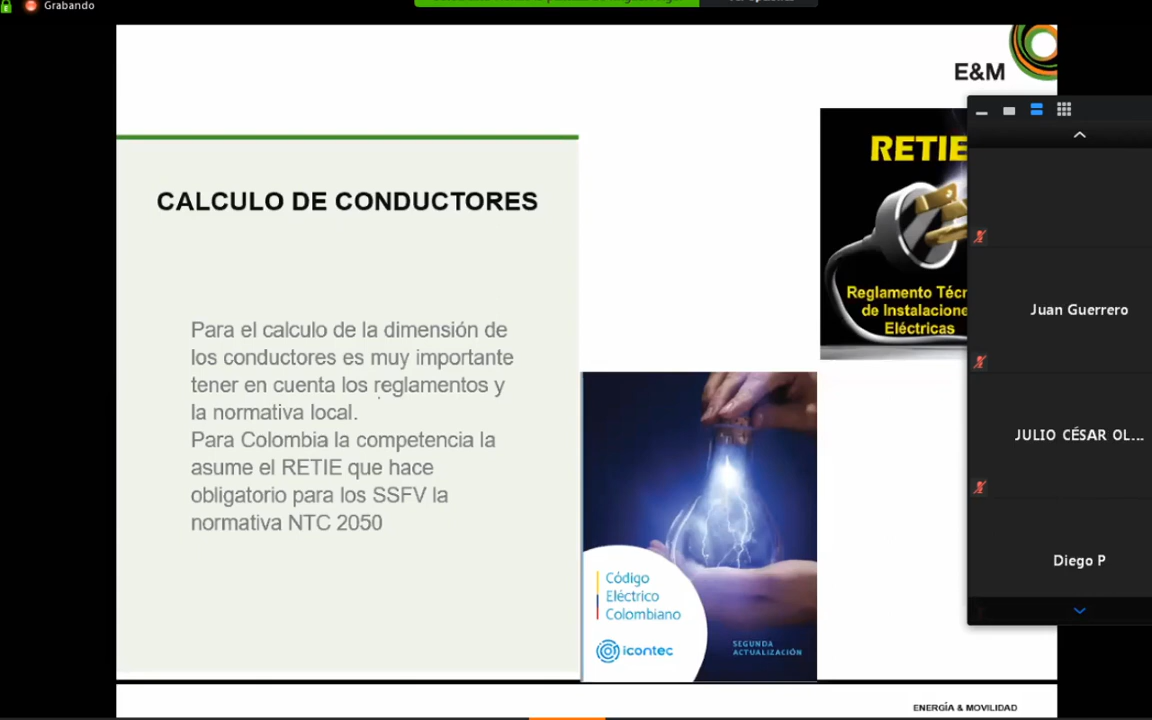 Grabando
E&M
RETIE
CALCULO DE CONDUCTORES
Reglamento Técn
de Instalacione
Eléctricas
Para el calculo de la dimensión de
los conductores es muy importante
tener en cuenta los reglamentos y
la normativa local.
Para Colombia la competencia la
asume el RETIE que hace
obligatorio para los SSFV la
normativa NTC 2050
Código
Eléctrico
Colombiano
icontec
SEGUNDA
ACTUALIZACIÓN
Juan Guerrero
JULIO CÉSAR OL...
Diego P
ENERGÍA & MOVILIDAD